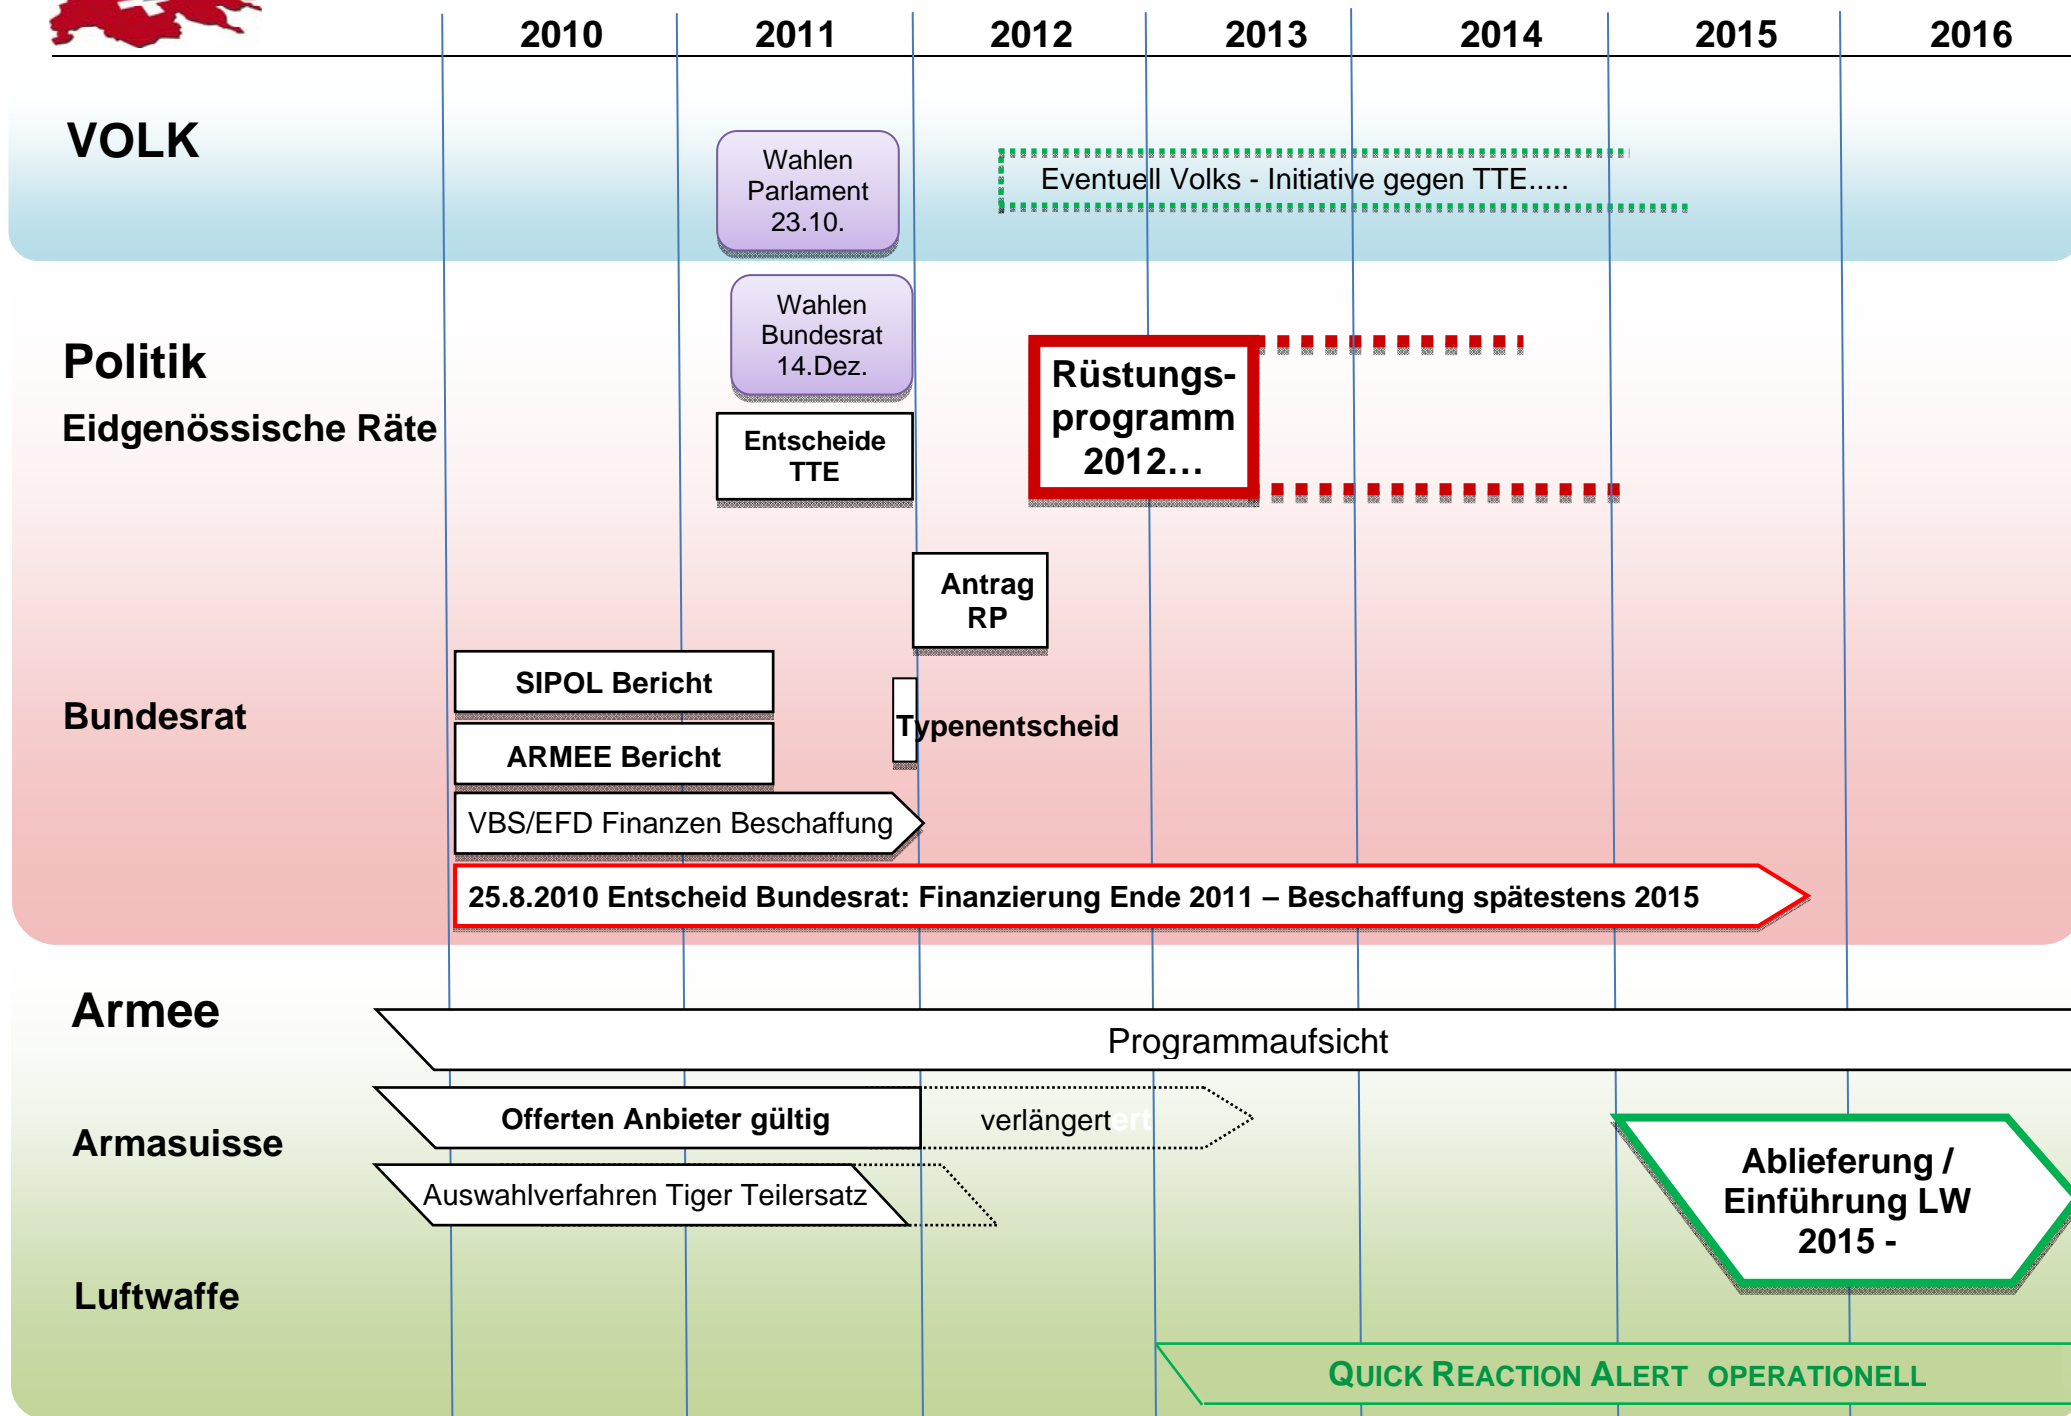 2010 2011 2012 2013 2014 2015 2016
VOLK
Wahlen
Parlament
23.10.
Eventuell Volks - Initiative gegen TTE.....
Wahlen
Bundesrat
14.Dez.
Politik
Eidgenössische Räte
Entscheide
TTE
Rüstungs-
programm
2012...
Antrag
RP
Bundesrat
SIPOL Bericht
ARMEE Bericht
Typenentscheid
VBS/EFD Finanzen Beschaffung
25.8.2010 Entscheid Bundesrat: Finanzierung Ende 2011 – Beschaffung spätestens 2015
Armee
Programmaufsicht
Armasuisse
Offerten Anbieter gültig
verlängert
Auswahlverfahren Tiger Teilersatz
Ablieferung /
Einführung LW
2015 -
Luftwaffe
QUICK REACTION ALERT OPERATIONELL